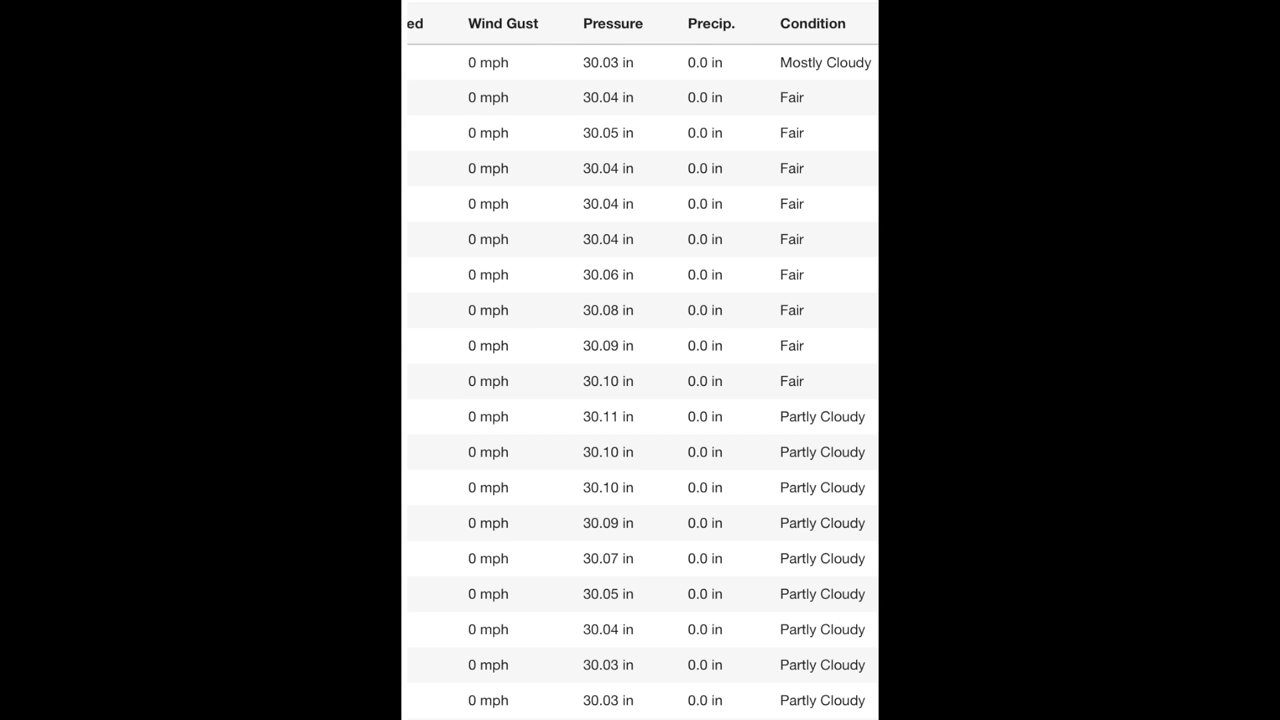 ed Wind Gust Pressure Precip. Condition
0 mph 30.03 in 0.0 in Mostly Cloudy
0 mph 30.04 in 0.0 in Fair
0 mph 30.05 in 0.0 in Fair
0 mph 30.04 in 0.0 in Fair
0 mph 30.04 in 0.0 in Fair
0 mph 30.04 in 0.0 in Fair
0 mph 30.06 in 0.0 in Fair
0 mph 30.08 in 0.0 in Fair
0 mph 30.09 in 0.0 in Fair
0 mph 30.10 in 0.0 in Fair
0 mph 30.11 in 0.0 in Partly Cloudy
0 mph 30.10 in 0.0 in Partly Cloudy
0 mph 30.10 in 0.0 in Partly Cloudy
0 mph 30.09 in 0.0 in Partly Cloudy
0 mph 30.07 in 0.0 in Partly Cloudy
0 mph 30.05 in 0.0 in Partly Cloudy
0 mph 30.04 in 0.0 in Partly Cloudy
0 mph 30.03 in 0.0 in Partly Cloudy
0 mph 30.03 in 0.0 in Partly Cloudy